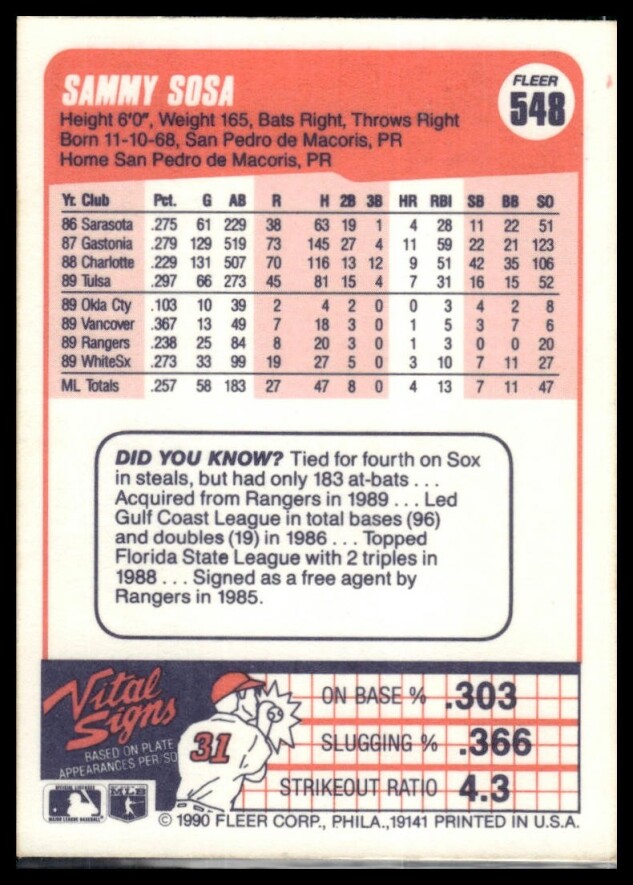 SAMMY SOSA
FLEER
548
Height 6'0", Weight 165, Bats Right, Throws Right
Born 11-10-68, San Pedro de Macoris, PR
Home San Pedro de Macoris, PR
Yr. Club Pct. G AB R H 2B 3B HR RBI SB BB SO
86 Sarasota .275 61 229 38 63 19 1 4 28 11 22 51
87 Gastonia .279 129 519 73 145 27 4 11 59 22 21 123
88 Charlotte .229 131 507 70 116 13 12 9 51 42 35 106
89 Tulsa .297 66 273 45 81 15 4 7 31 16 15 52
89 Okla Cty .103 10 39 2 4 2 0 0 3 4 2 8
89 Vancover .367 13 49 7 18 3 0 1 5 3 7 6
89 Rangers .238 25 84 8 20 3 0 1 3 0 0 20
89 WhiteSx .273 33 99 19 27 5 0 3 10 7 11 27
ML Totals .257 58 183 27 47 8 0 4 13 7 11 47
DID YOU KNOW? Tied for fourth on Sox
in steals, but had only 183 at-bats ...
Acquired from Rangers in 1989 ... Led
Gulf Coast League in total bases (96)
and doubles (19) in 1986 ... Topped
Florida State League with 2 triples in
1988 ... Signed as a free agent by
Rangers in 1985.
Vital
Signs
BASED ON PLATE
APPEARANCES PER/SO
31
ON BASE % .303
SLUGGING % .366
STRIKEOUT RATIO 4.3
MAJOR LEAGUE BASEBALL
MLB
© 1990 FLEER CORP., PHILA., 19141 PRINTED IN U.S.A.